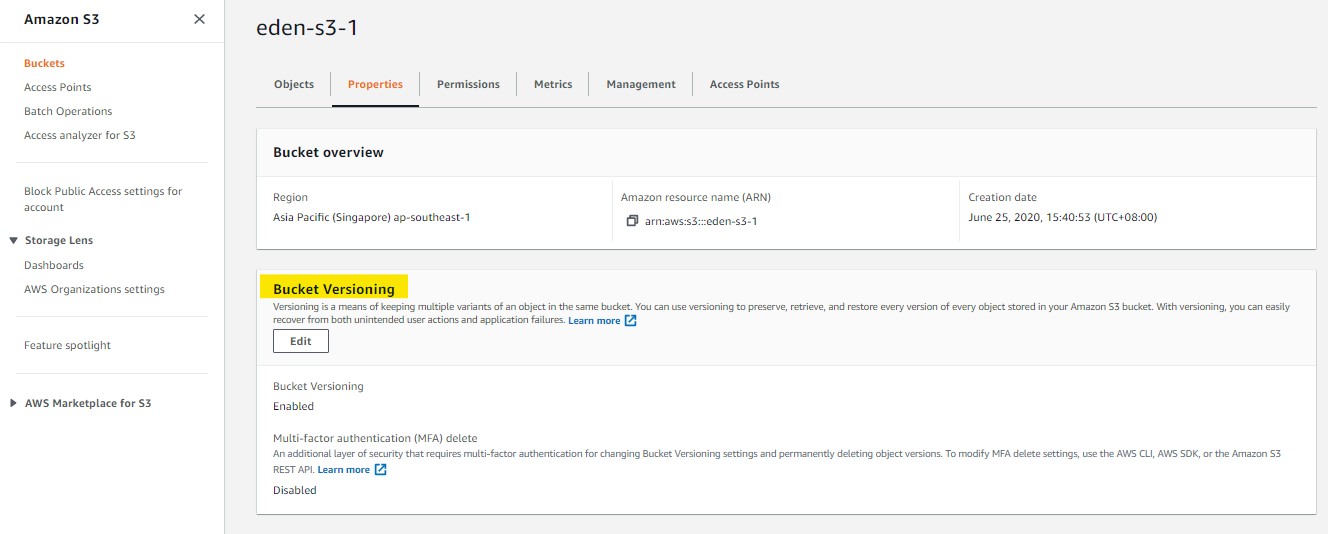 Amazon S3
Buckets
Access Points
Batch Operations
Access analyzer for S3
Block Public Access settings for
account
Storage Lens
Dashboards
AWS Organizations settings
Feature spotlight
AWS Marketplace for S3
eden-s3-1
Objects
Properties
Permissions
Metrics
Management
Access Points
Bucket overview
Region
Asia Pacific (Singapore) ap-southeast-1
Amazon resource name (ARN)
arn:aws:s3:::eden-s3-1
Creation date
June 25, 2020, 15:40:53 (UTC+08:00)
Bucket Versioning
Versioning is a means of keeping multiple variants of an object in the same bucket. You can use versioning to preserve, retrieve, and restore every version of every object stored in your Amazon S3 bucket. With versioning, you can easily
recover from both unintended user actions and application failures. Learn more
Edit
Bucket Versioning
Enabled
Multi-factor authentication (MFA) delete
An additional layer of security that requires multi-factor authentication for changing Bucket Versioning settings and permanently deleting object versions. To modify MFA delete settings, use the AWS CLI, AWS SDK, or the Amazon S3
REST API. Learn more
Disabled